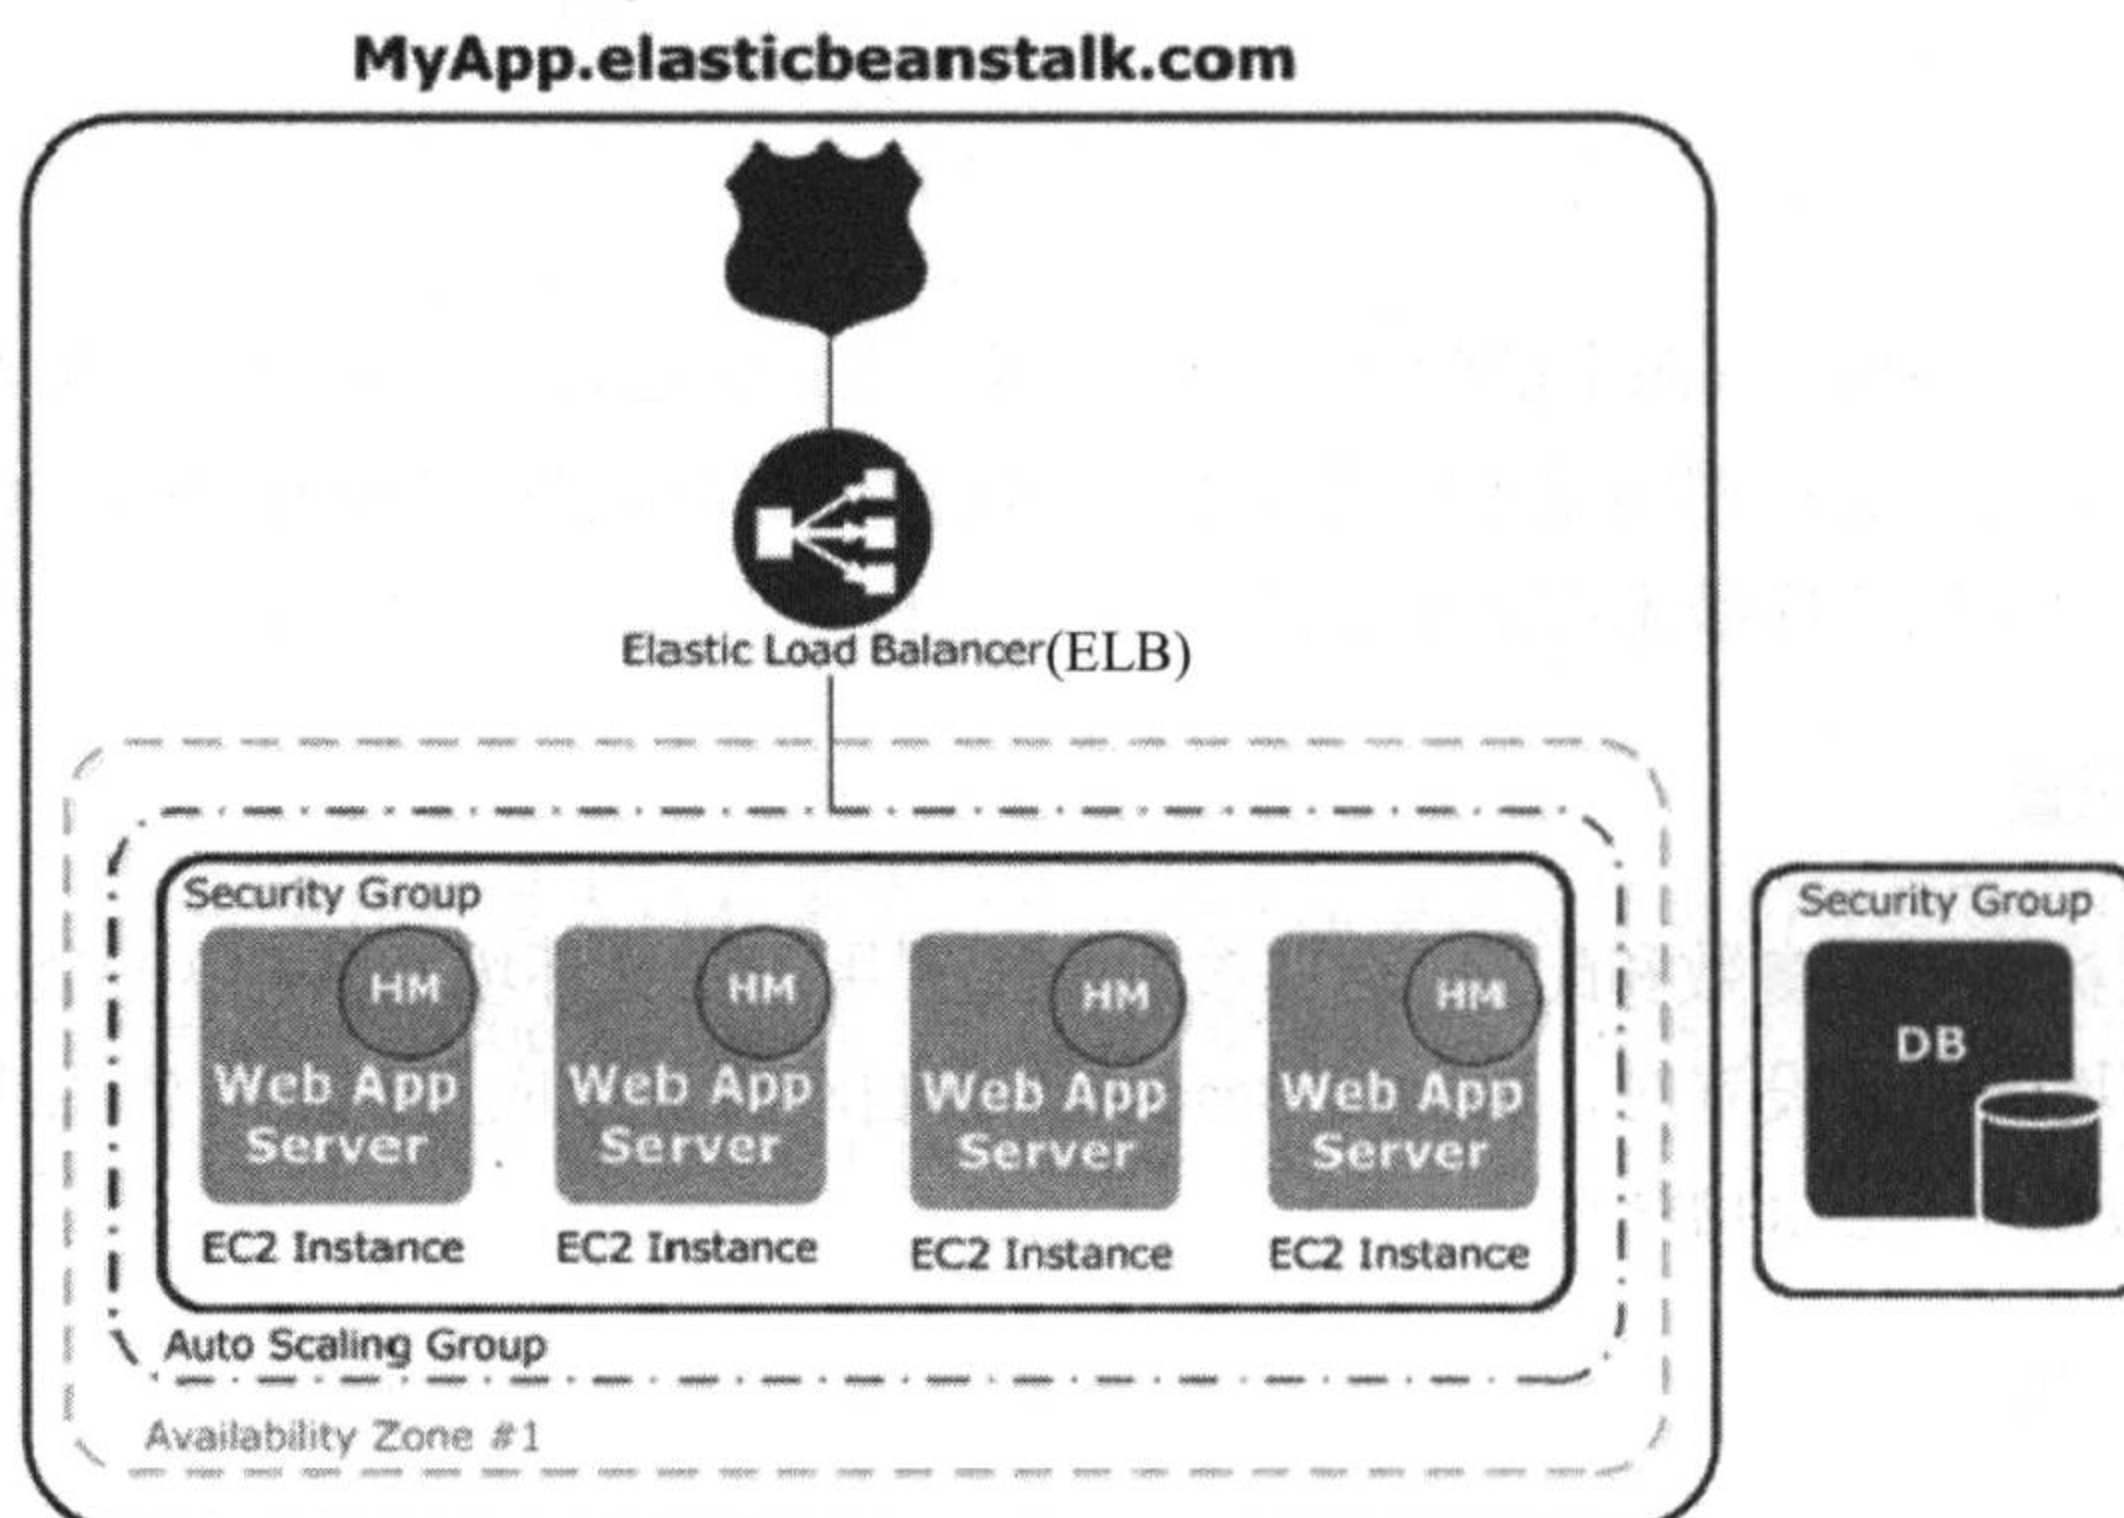 MyApp.elasticbeanstalk.com
Elastic Load Balancer(ELB)
Security Group
HM
HM
HM
HM
Web App
Server
Web App
Server
Web App
Server
Web App
Server
EC2 Instance
EC2 Instance
EC2 Instance
EC2 Instance
Auto Scaling Group
Availability Zone #1
Security Group
DB